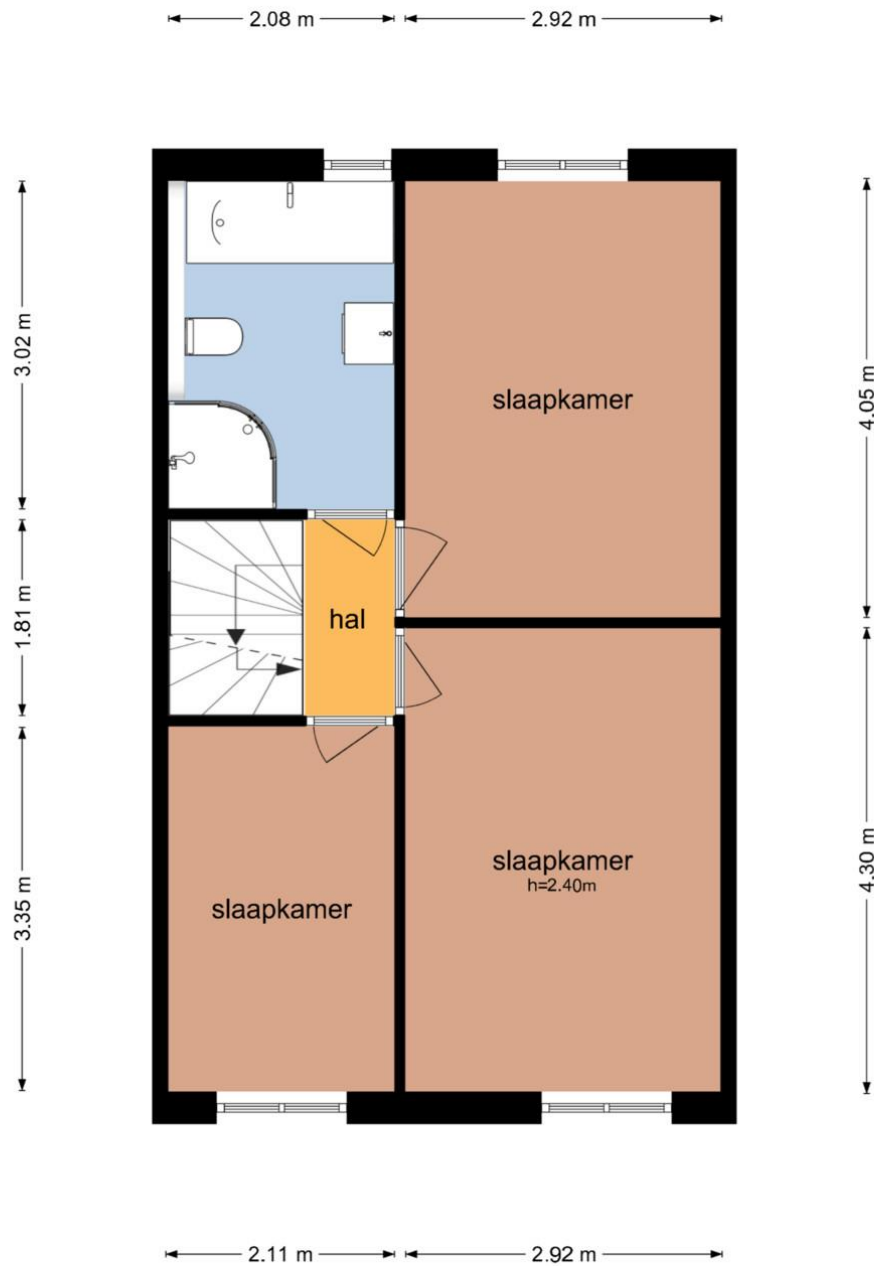 2.08 m
2.92 m
3.02 m
4.05 m
slaapkamer
1.81 m
hal
3.35 m
4.30 m
slaapkamer
h=2.40m
slaapkamer
2.11 m
2.92 m